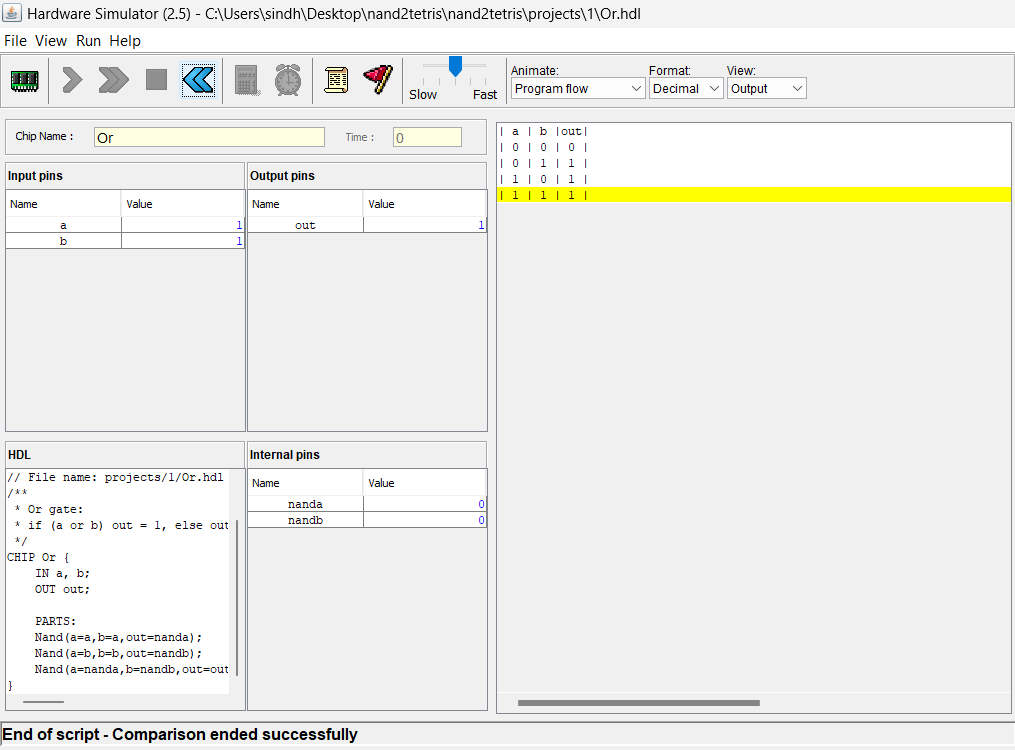 Hardware Simulator (2.5) - C:\Users\sindh\Desktop\nand2tetris\nand2tetris\projects\1\Or.hdl
File View Run Help
Slow Fast
Animate: Format: View:
Program flow Decimal Output
Chip Name : Or Time : 0
Input pins Output pins
Name Value Name Value
a 1 out 1
b 1
| a | b |out|
| 0 | 0 | 0 |
| 0 | 1 | 1 |
| 1 | 0 | 1 |
| 1 | 1 | 1 |
HDL
// File name: projects/1/Or.hdl
/**
* Or gate:
* if (a or b) out = 1, else out
*/
CHIP Or {
IN a, b;
OUT out;
PARTS:
Nand(a=a,b=a,out=nanda);
Nand(a=b,b=b,out=nandb);
Nand(a=nanda,b=nandb,out=out
}
Internal pins
Name Value
nanda 0
nandb 0
End of script - Comparison ended successfully